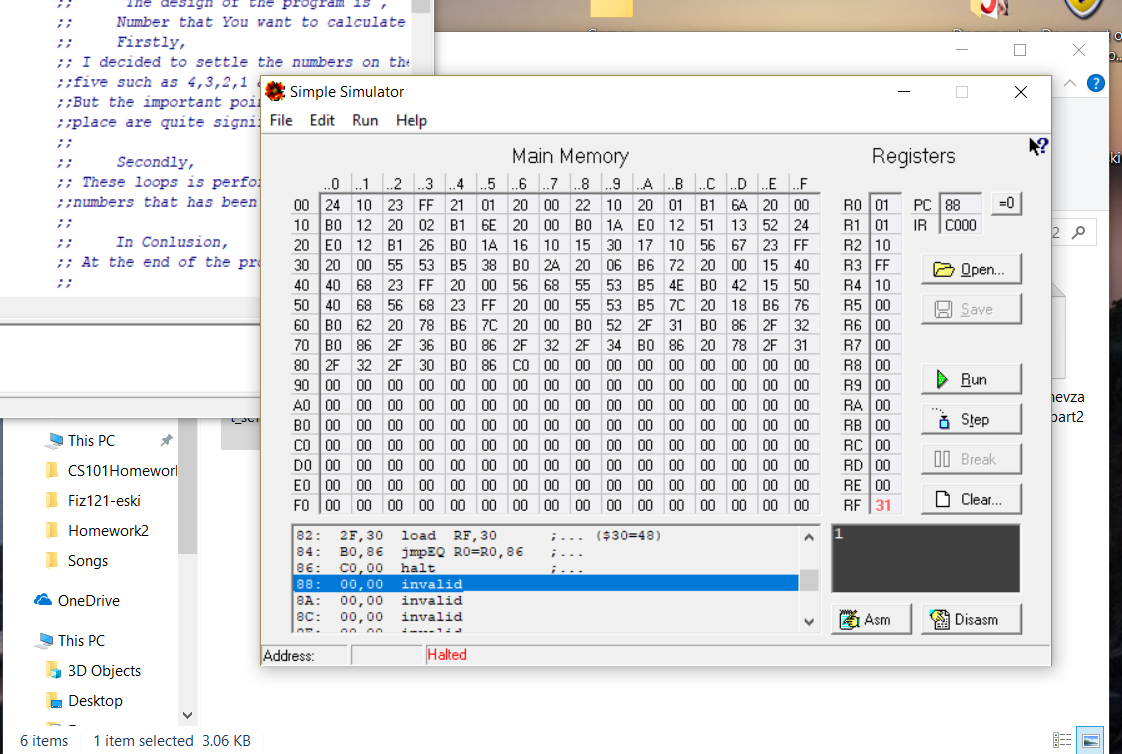 ;; The design of the program is ,
;; Number that You want to calculate
;; Firstly,
;; I decided to settle the numbers on the
;;five such as 4,3,2,1
;;But the important poi
;;place are quite signi
;;
;; Secondly,
;; These loops is perfo
;;numbers that has been
;;
;; In Conlusion,
;; At the end of the pro
;;
Simple Simulator
File Edit Run Help
Main Memory
..0 ..1 ..2 ..3 ..4 ..5 ..6 ..7 ..8 ..9 ..A ..B ..C ..D ..E ..F
00 24 10 23 FF 21 01 20 00 22 10 20 01 B1 6A 20 00
10 B0 12 20 02 B1 6E 20 00 B0 1A E0 12 51 13 52 24
20 E0 12 B1 26 B0 1A 16 10 15 30 17 10 56 67 23 FF
30 20 00 55 53 B5 38 B0 2A 20 06 B6 72 20 00 15 40
40 40 68 23 FF 20 00 56 68 55 53 B5 4E B0 42 15 50
50 40 68 56 68 23 FF 20 00 55 53 B5 7C 20 18 B6 76
60 B0 62 20 78 B6 7C 20 00 B0 52 2F 31 B0 86 2F 32
70 B0 86 2F 36 B0 86 2F 32 2F 34 B0 86 20 78 2F 31
80 2F 32 2F 30 B0 86 C0 00 00 00 00 00 00 00 00 00
90 00 00 00 00 00 00 00 00 00 00 00 00 00 00 00 00
A0 00 00 00 00 00 00 00 00 00 00 00 00 00 00 00 00
B0 00 00 00 00 00 00 00 00 00 00 00 00 00 00 00 00
C0 00 00 00 00 00 00 00 00 00 00 00 00 00 00 00 00
D0 00 00 00 00 00 00 00 00 00 00 00 00 00 00 00 00
E0 00 00 00 00 00 00 00 00 00 00 00 00 00 00 00 00
F0 00 00 00 00 00 00 00 00 00 00 00 00 00 00 00 00
Registers
R0 01 PC 88 =0
R1 01 IR C000
R2 10
R3 FF
R4 10
R5 00
R6 00
R7 00
R8 00
R9 00
RA 00
RB 00
RC 00
RD 00
RE 00
RF 31
Open...
Save
Run
Step
Break
Clear...
82: 2F,30 load RF,30 ;... ($30=48)
84: B0,86 jmpEQ R0=R0,86 ;...
86: C0,00 halt ;...
88: 00,00 invalid
8A: 00,00 invalid
8C: 00,00 invalid
1
Asm Disasm
Address:
Halted
2
nevza
part2
This PC
CS101Homework
Fiz121-eski
Homework2
Songs
OneDrive
This PC
3D Objects
Desktop
6 items 1 item selected 3.06 KB